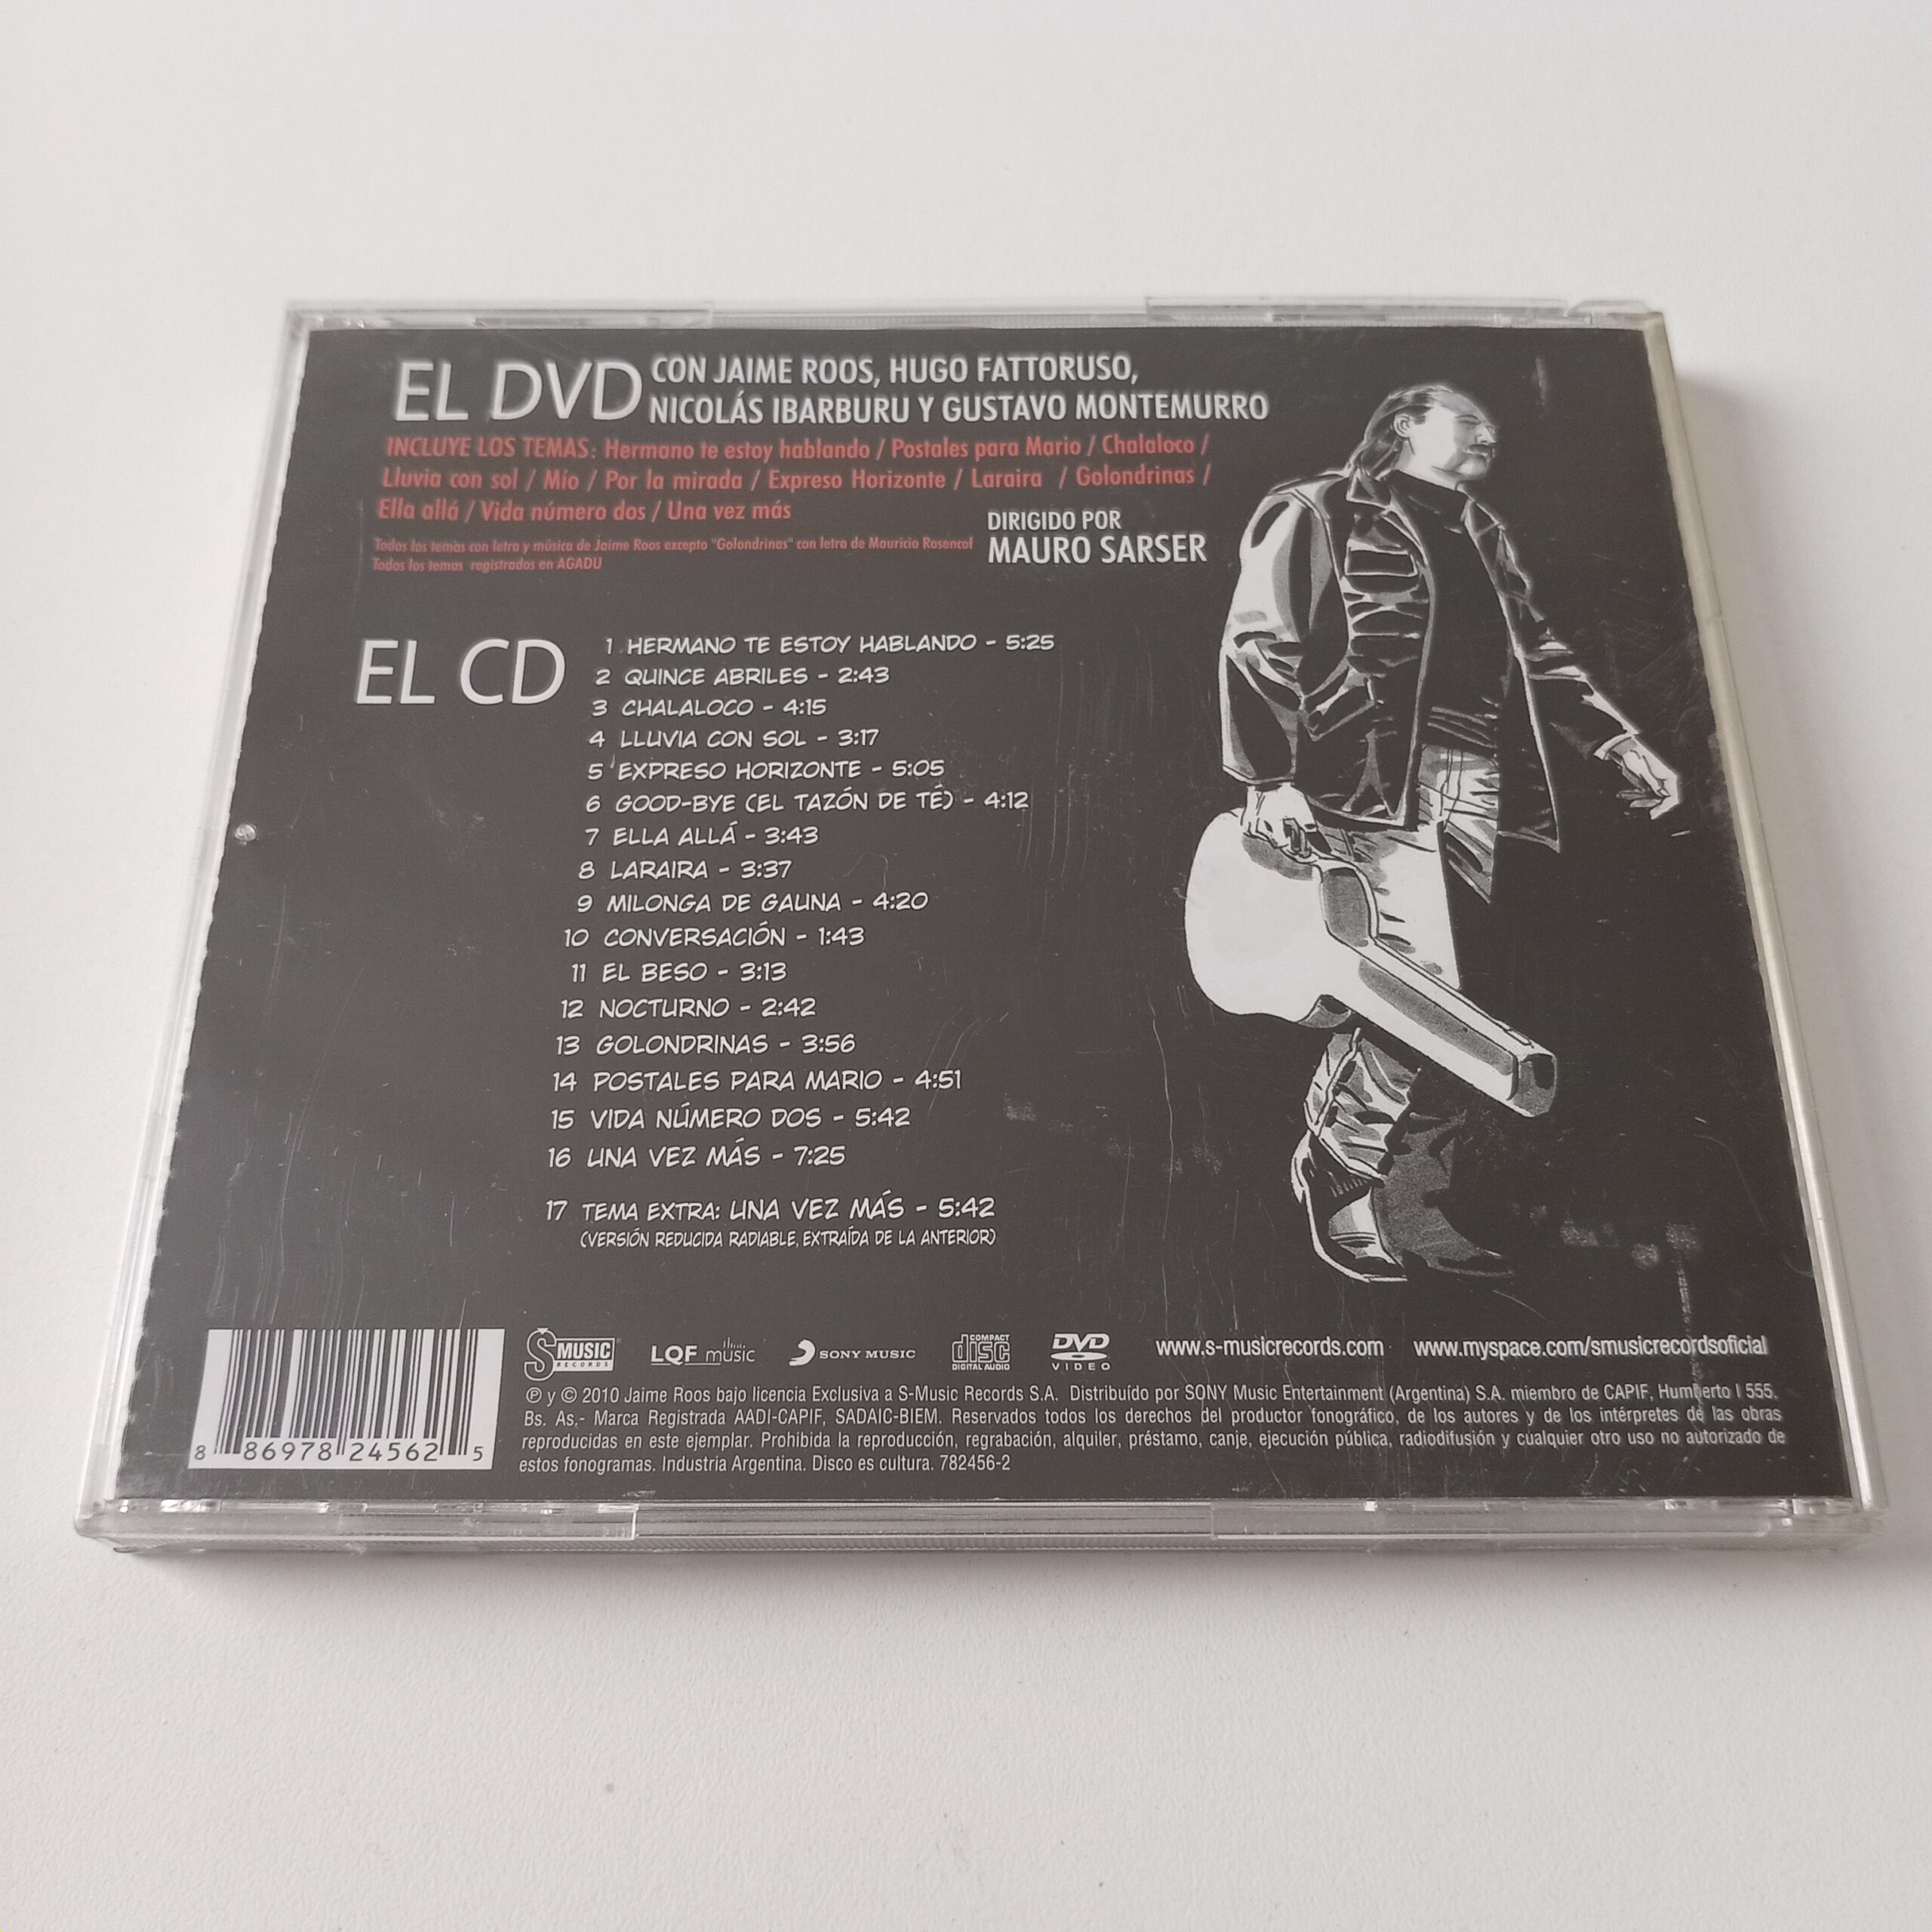 EL DVD CON JAIME ROOS, HUGO FATTORUSO,
NICOLÁS IBARBURU Y GUSTAVO MONTEMURRO
INCLUYE LOS TEMAS: Hermano te estoy hablando / Postales para Mario / Chalaloco /
Lluvia con sol / Mío / Por la mirada / Expreso Horizonte / Laraira / Golondrinas /
Ella allá / Vida número dos / Una vez más
Todos los temas con letra y música de Jaime Roos excepto "Golondrinas" con letra de Mauricio Rosencof
Todos los temas registrados en AGADU
DIRIGIDO POR
MAURO SARSER
EL CD
1 HERMANO TE ESTOY HABLANDO - 5:25
2 QUINCE ABRILES - 2:43
3 CHALALOCO - 4:15
4 LLUVIA CON SOL - 3:17
5 EXPRESO HORIZONTE - 5:05
6 GOOD-BYE (EL TAZÓN DE TÉ) - 4:12
7 ELLA ALLÁ - 3:43
8 LARAIRA - 3:37
9 MILONGA DE GAUNA - 4:20
10 CONVERSACIÓN - 1:43
11 EL BESO - 3:13
12 NOCTURNO - 2:42
13 GOLONDRINAS - 3:56
14 POSTALES PARA MARIO - 4:51
15 VIDA NÚMERO DOS - 5:42
16 UNA VEZ MÁS - 7:25
17 TEMA EXTRA: UNA VEZ MÁS - 5:42
(VERSIÓN REDUCIDA RADIABLE, EXTRAÍDA DE LA ANTERIOR)
8 86978 24562 5
S MUSIC RECORDS LQF music SONY MUSIC COMPACT disc DIGITAL AUDIO DVD VIDEO www.s-musicrecords.com www.myspace.com/smusicrecordsoficial
℗ y © 2010 Jaime Roos bajo licencia Exclusiva a S-Music Records S.A. Distribuído por SONY Music Entertainment (Argentina) S.A. miembro de CAPIF, Humberto I 555,
Bs. As.- Marca Registrada AADI-CAPIF, SADAIC-BIEM. Reservados todos los derechos del productor fonográfico, de los autores y de los intérpretes de las obras
reproducidas en este ejemplar. Prohibida la reproducción, regrabación, alquiler, préstamo, canje, ejecución pública, radiodifusión y cualquier otro uso no autorizado de
estos fonogramas. Industria Argentina. Disco es cultura. 782456-2